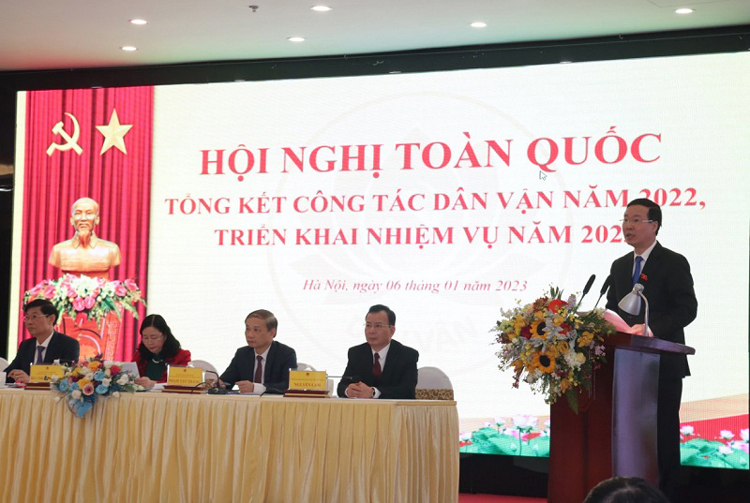 HỘI NGHỊ TOÀN QUỐC
TỔNG KẾT CÔNG TÁC DÂN VẬN NĂM 2022,
TRIỂN KHAI NHIỆM VỤ NĂM 202
Hà Nội, ngày 06 tháng 01 năm 2023